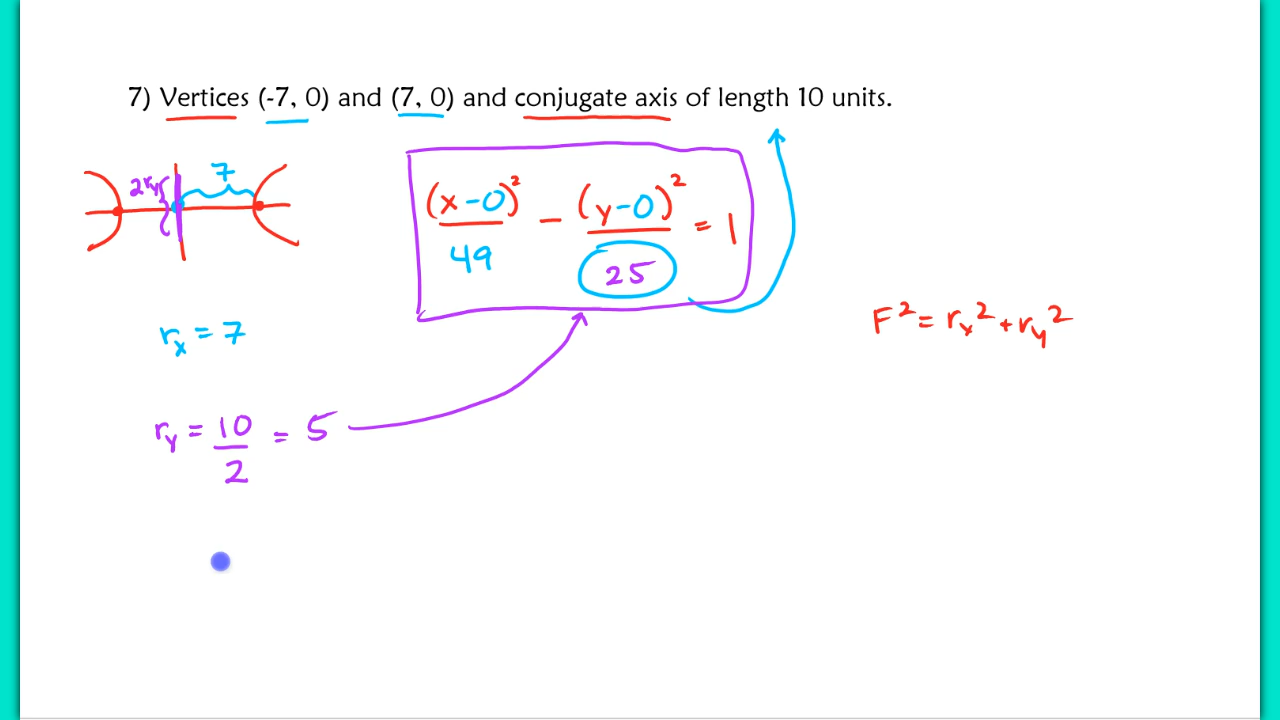 7) Vertices (-7, 0) and (7, 0) and conjugate axis of length 10 units.
2ry 7
(x-0)²/49 - (y-0)²/25 = 1
F² = rx² + ry²
rx = 7
ry = 10/2 = 5